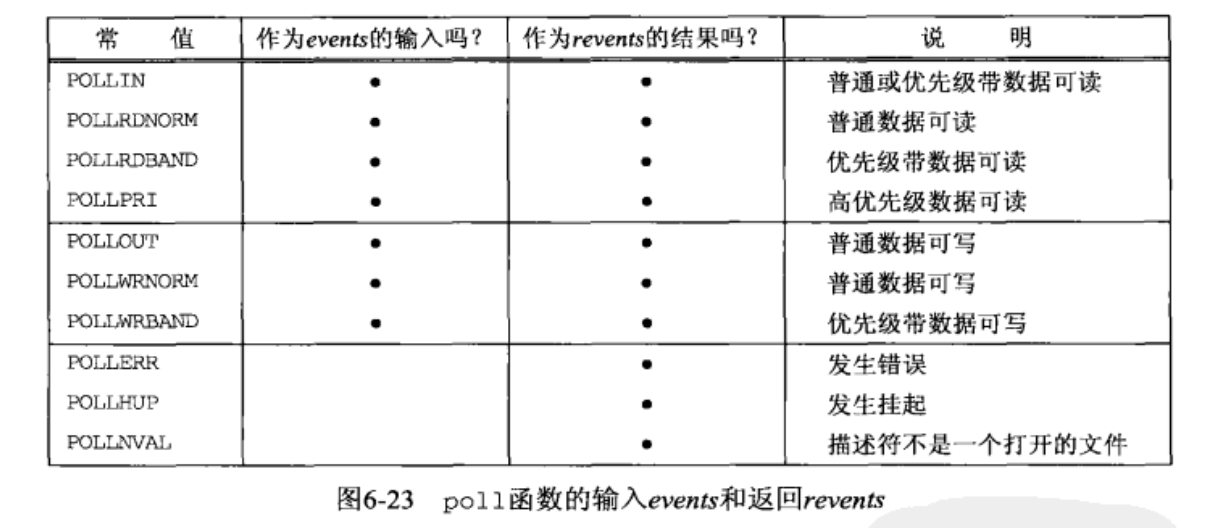 常 值 作为events的输入吗? 作为revents的结果吗? 说 明
POLLIN • • 普通或优先级带数据可读
POLLRDNORM • • 普通数据可读
POLLRDBAND • • 优先级带数据可读
POLLPRI • • 高优先级数据可读
POLLOUT • • 普通数据可写
POLLWRNORM • • 普通数据可写
POLLWRBAND • • 优先级带数据可写
POLLERR • 发生错误
POLLHUP • 发生挂起
POLLNVAL • 描述符不是一个打开的文件
图6-23 poll函数的输入events和返回revents